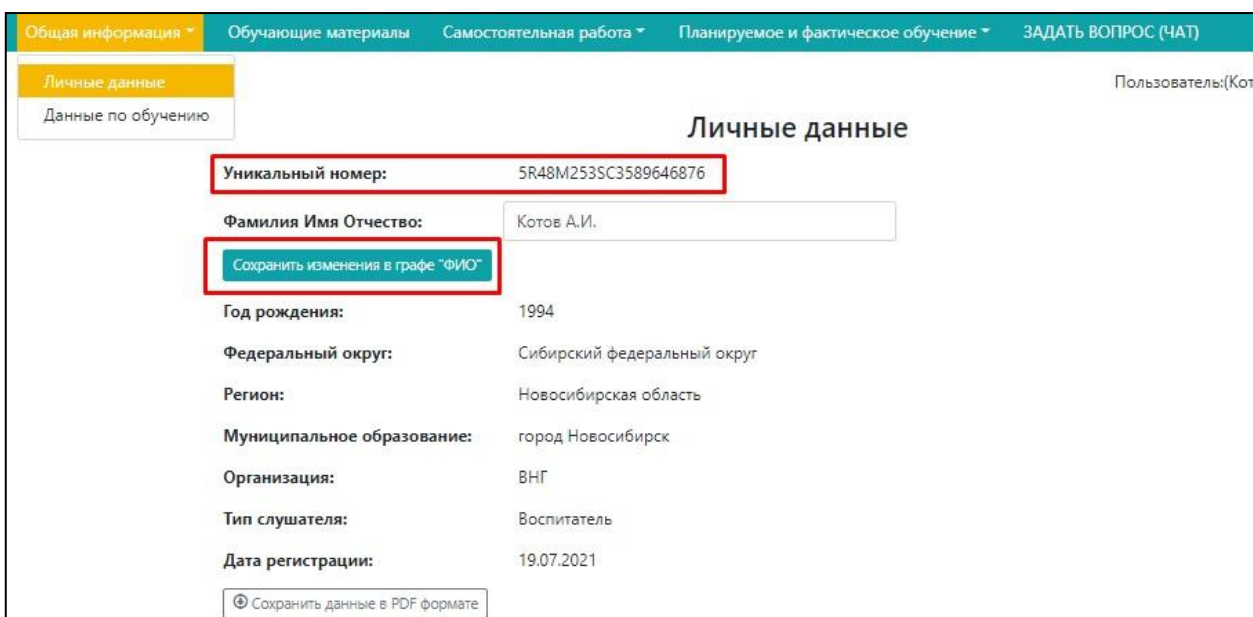 Общая информация Обучающие материалы Самостоятельная работа Планируемое и фактическое обучение ЗАДАТЬ ВОПРОС (ЧАТ)
Личные данные
Данные по обучению
Пользователь:(Кот
Личные данные
Уникальный номер: 5R48M253SC3589646876
Фамилия Имя Отчество: Котов А.И.
Сохранить изменения в графе "ФИО"
Год рождения: 1994
Федеральный округ: Сибирский федеральный округ
Регион: Новосибирская область
Муниципальное образование: город Новосибирск
Организация: ВНГ
Тип слушателя: Воспитатель
Дата регистрации: 19.07.2021
Сохранить данные в PDF формате